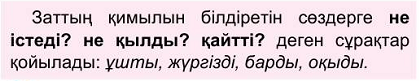 Заттың қимылын білдіретін сөздерге не
істеді? не қылды? қайтті? деген сұрақтар
қойылады: ұшты, жүргізді, барды, оқыды.